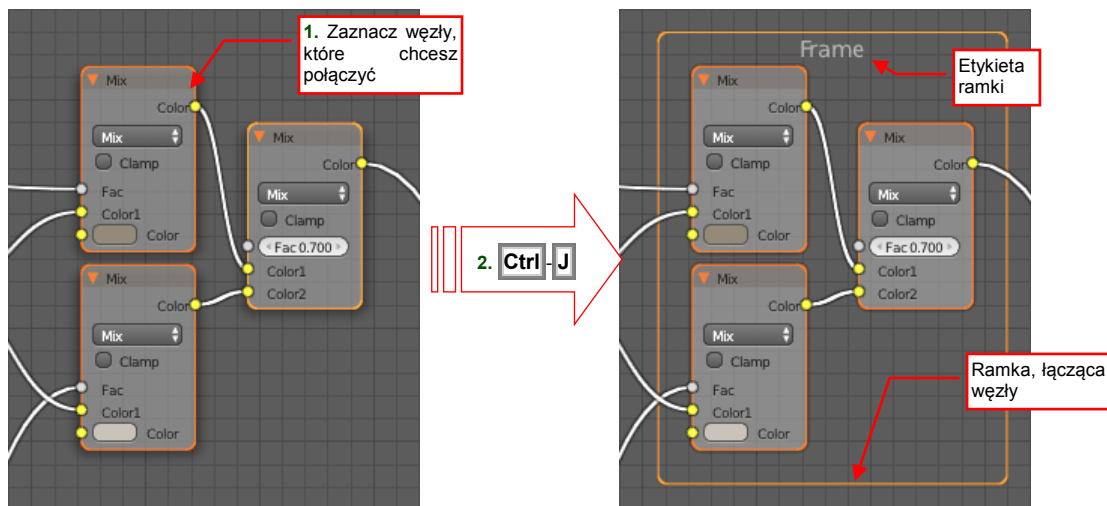 1. Zaznacz węzły,
które chcesz
połączyć
Mix
Color
Mix
Clamp
Fac
Color1
Color
Mix
Color
Mix
Clamp
Fac 0.700
Color1
Color2
Mix
Color
Mix
Clamp
Fac
Color1
Color
2. Ctrl - J
Frame
Etykieta
ramki
Mix
Color
Mix
Clamp
Fac
Color1
Color
Mix
Color
Mix
Clamp
Fac 0.700
Color1
Color2
Mix
Color
Mix
Clamp
Fac
Color1
Color
Ramka, łącząca
węzły